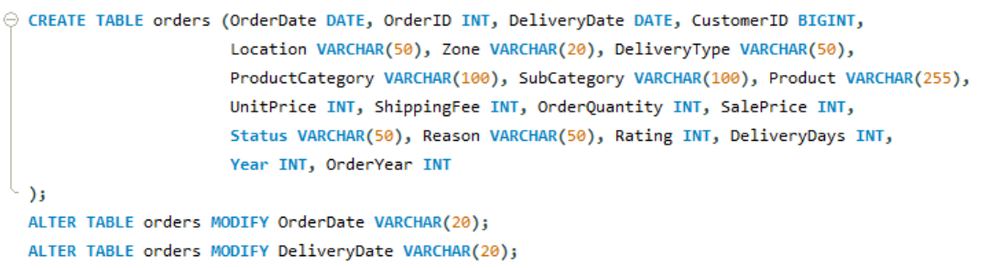 CREATE TABLE orders (OrderDate DATE, OrderID INT, DeliveryDate DATE, CustomerID BIGINT,
Location VARCHAR(50), Zone VARCHAR(20), DeliveryType VARCHAR(50),
ProductCategory VARCHAR(100), SubCategory VARCHAR(100), Product VARCHAR(255),
UnitPrice INT, ShippingFee INT, OrderQuantity INT, SalePrice INT,
Status VARCHAR(50), Reason VARCHAR(50), Rating INT, DeliveryDays INT,
Year INT, OrderYear INT
);
ALTER TABLE orders MODIFY OrderDate VARCHAR(20);
ALTER TABLE orders MODIFY DeliveryDate VARCHAR(20);